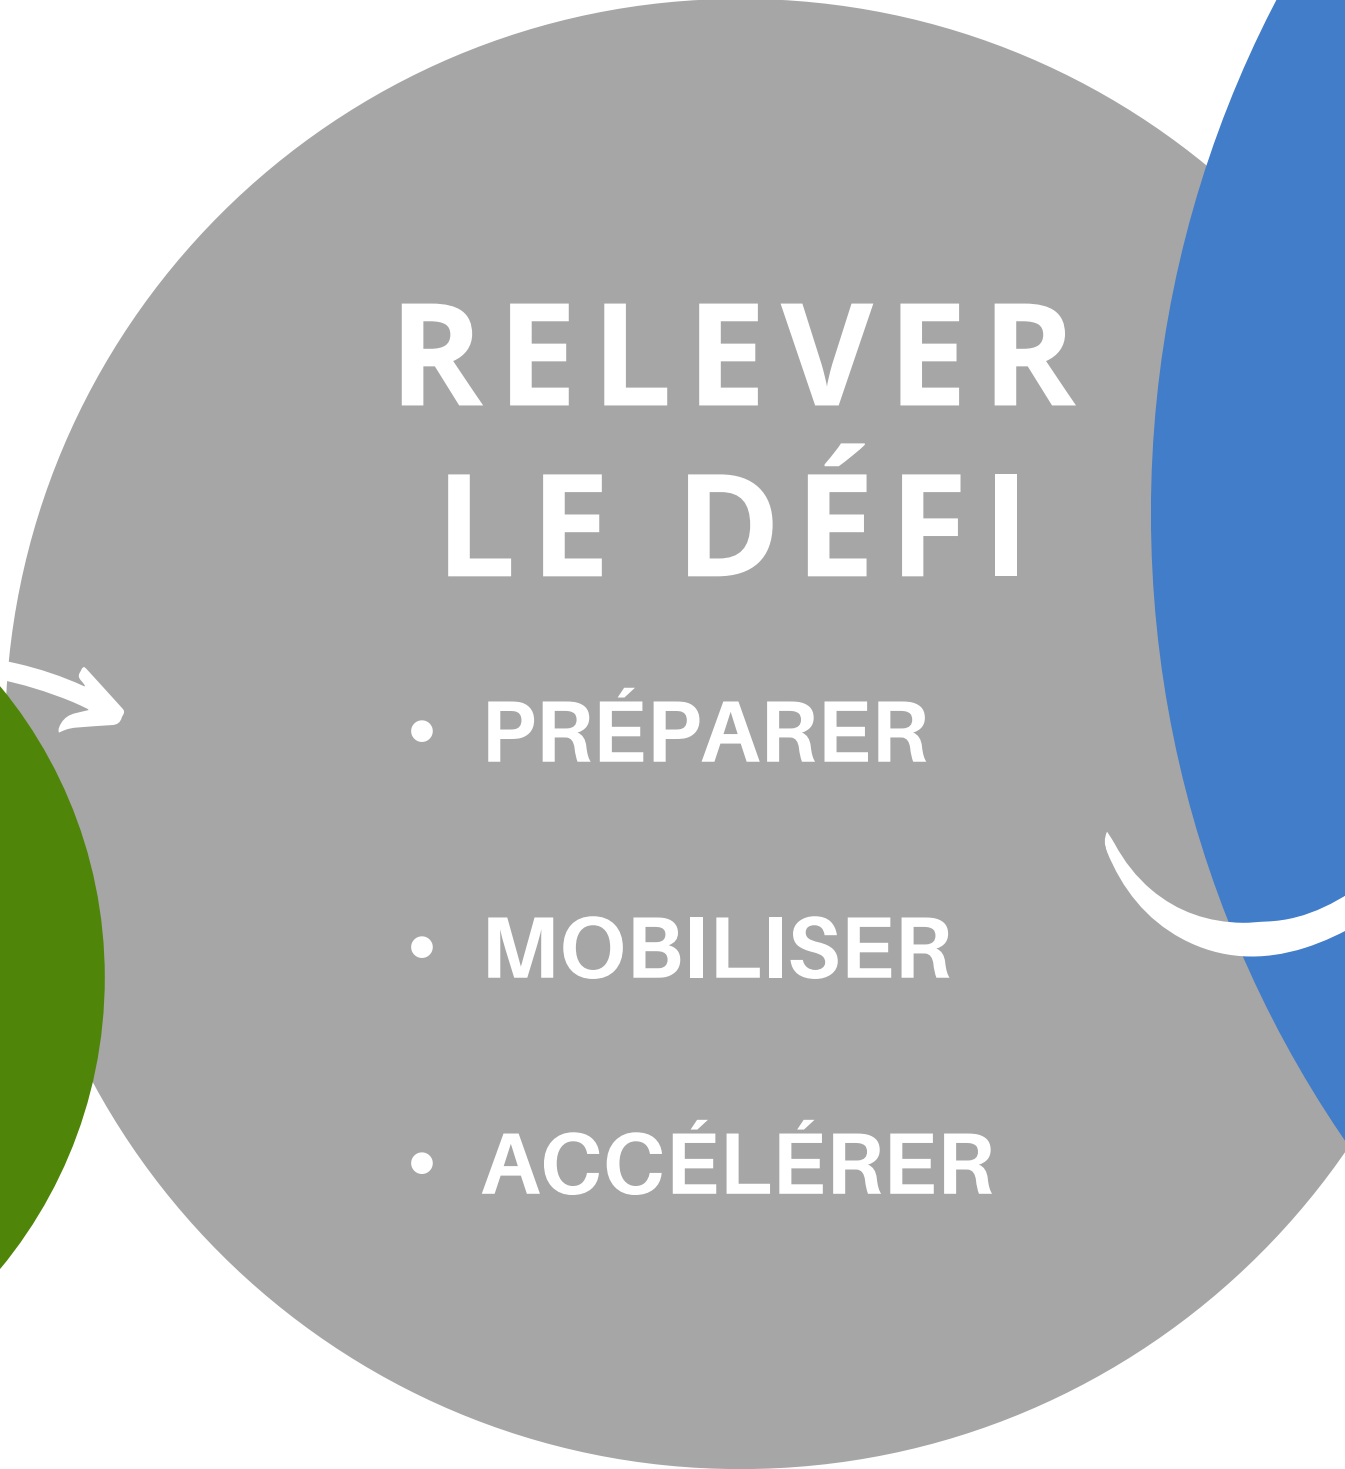 RELEVER
LE DÉFI
• PRÉPARER
• MOBILISER
• ACCÉLÉRER